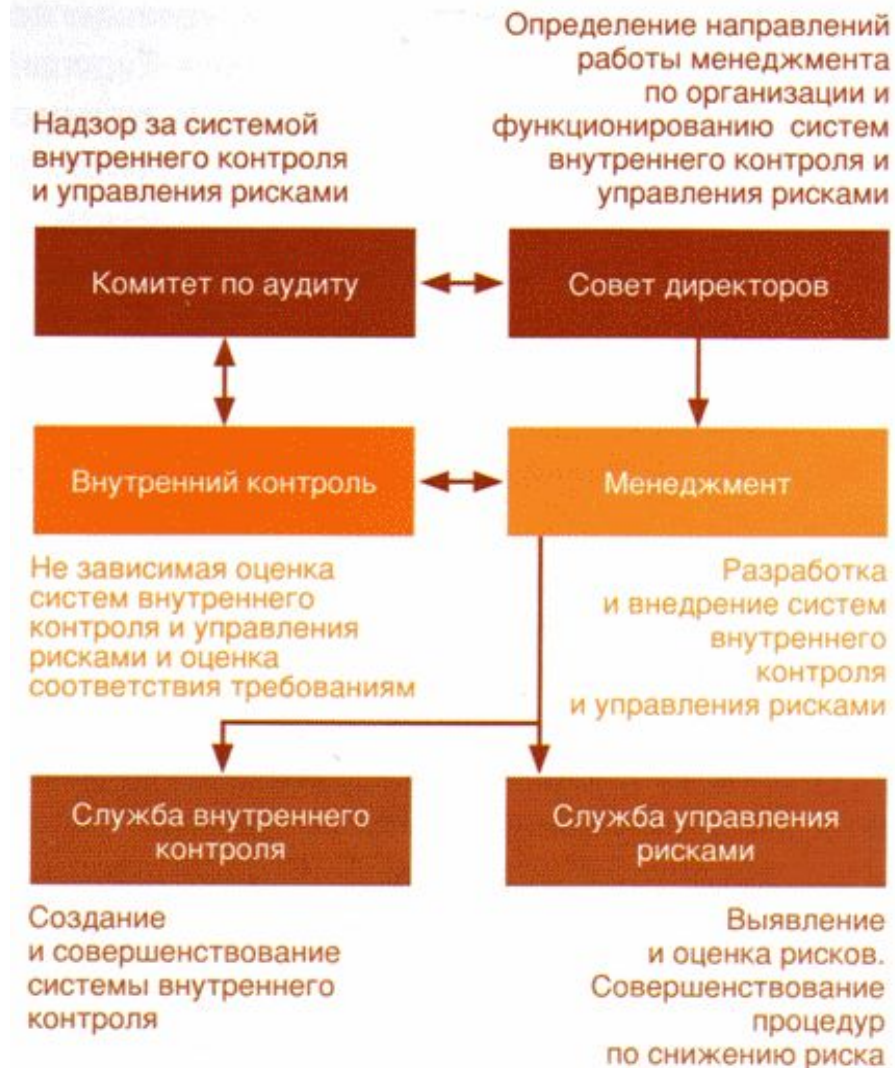 Надзор за системой
внутреннего контроля
и управления рисками
Определение направлений
работы менеджмента
по организации и
функционированию систем
внутреннего контроля и
управления рисками
Комитет по аудиту
Совет директоров
Внутренний контроль
Менеджмент
Не зависимая оценка
систем внутреннего
контроля и управления
рисками и оценка
соответствия требованиям
Разработка
и внедрение систем
внутреннего
контроля
и управления рисками
Служба внутреннего
контроля
Служба управления
рисками
Создание
и совершенствование
системы внутреннего
контроля
Выявление
и оценка рисков.
Совершенствование
процедур
по снижению риска